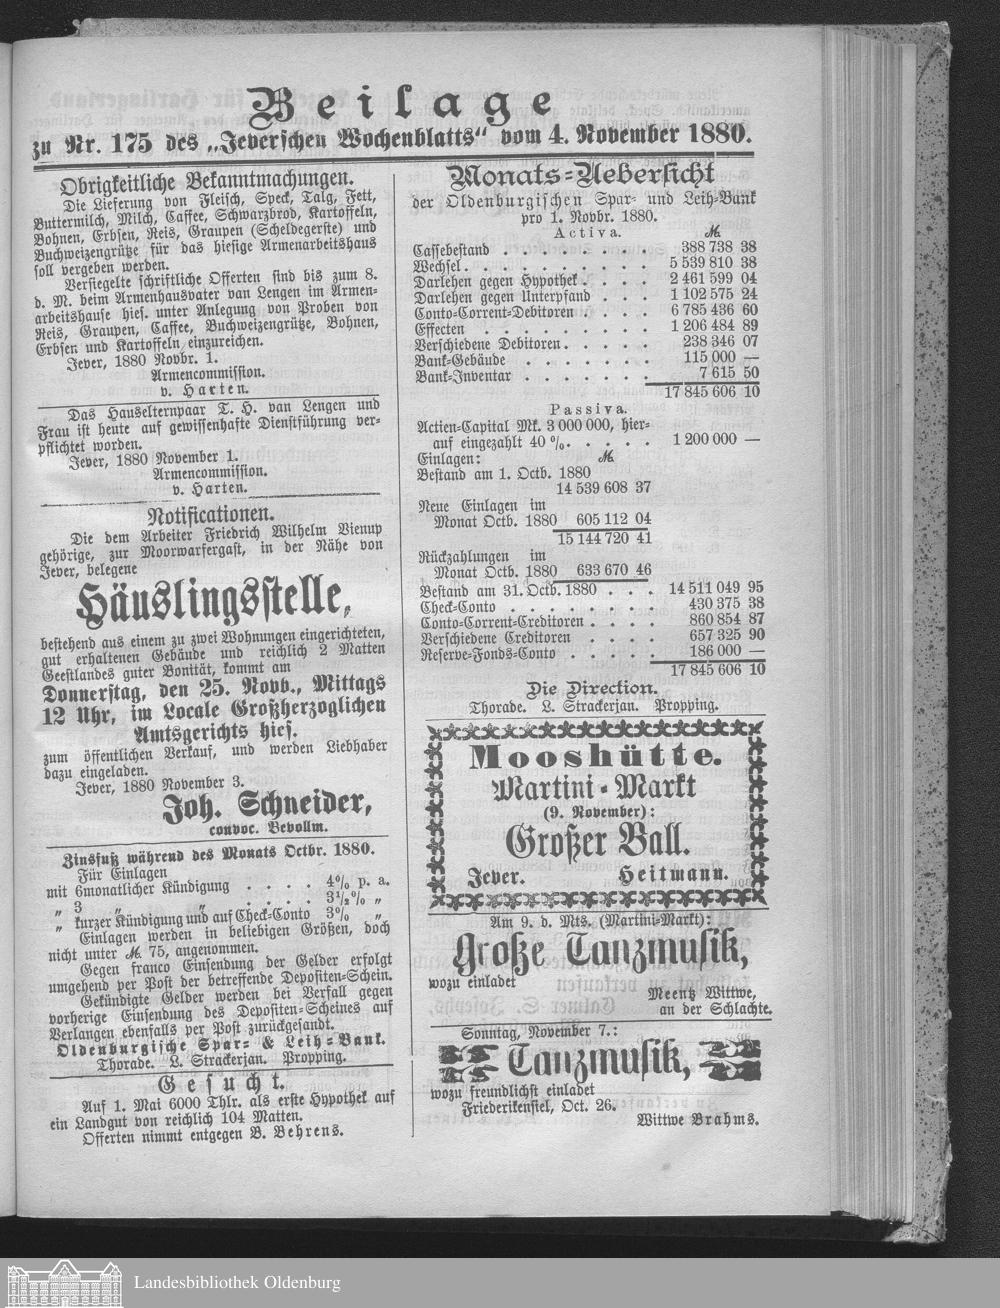 Beilage
zu Nr. 175 des „Jeverschen Wochenblatts“ vom 4. November 1880.
Obrigkeitliche Bekanntmachungen.
Die Lieferung von Fleisch, Speck, Talg, Fett,
Buttermilch, Milch, Caffee, Schwarzbrod, Kartoffeln,
Bohnen, Erbsen, Reis, Graupen (Scheldegerste) und
Buchweizengrütze für das hiesige Armenarbeitshaus
soll vergeben werden.
Versiegelte schriftliche Offerten sind bis zum 8.
d. M. beim Armenhausvater van Lengen im Armen-
arbeitshause hies. unter Anlegung von Proben von
Reis, Graupen, Caffee, Buchweizengrütze, Bohnen,
Erbsen und Kartoffeln einzureichen.
Jever, 1880 Novbr. 1.
Armencommission.
v. Harten.
Das Hauselternpaar T. H. van Lengen und
Frau ist heute auf gewissenhafte Dienstführung ver-
pflichtet worden.
Jever, 1880 November 1.
Armencommission.
v. Harten.
Notificationen.
Die dem Arbeiter Friedrich Wilhelm Vienup
gehörige, zur Moorwarfergast, in der Nähe von
Jever, belegene
Häuslingsstelle,
bestehend aus einem zu zwei Wohnungen eingerichteten,
gut erhaltenen Gebäude und reichlich 2 Matten
Geestlandes guter Bonität, kommt am
Donnerstag, den 25. Novb., Mittags
12 Uhr, im Locale Großherzoglichen
Amtsgerichts hies.
zum öffentlichen Verkauf, und werden Liebhaber
dazu eingeladen.
Jever, 1880 November 3.
Joh. Schneider,
convoc. Bevollm.
Zinsfuß während des Monats Octbr. 1880.
Für Einlagen
mit 6monatlicher Kündigung . . . . . 4% p. a.
„ 3 „ „ . . . . . 3½% „
„ kurzer Kündigung und auf Check-Conto 3% „
Einlagen werden in beliebigen Größen, doch
nicht unter ℳ. 75, angenommen.
Gegen franco Einsendung der Gelder erfolgt
umgehend per Post der betreffende Depositen-Schein.
Gekündigte Gelder werden bei Verfall gegen
vorherige Einsendung des Depositen-Scheines auf
Verlangen ebenfalls per Post zurückgesandt.
Oldenburgische Spar- & Leih-Bank.
Thorade. L. Strackerjan. Propping.
Gesucht.
Auf 1. Mai 6000 Thlr. als erste Hypothek auf
ein Landgut von reichlich 104 Matten.
Offerten nimmt entgegen B. Behrens.
Monats-Uebersicht
der Oldenburgischen Spar- und Leih-Bank
pro 1. Novbr. 1880.
Activa. ℳ.
Cassebestand . . . . . . . . 388 738 38
Wechsel . . . . . . . . . . 5 539 810 38
Darlehen gegen Hypothek . . . . 2 461 599 04
Darlehen gegen Unterpfand . . . 1 102 575 24
Conto-Corrent-Debitoren . . . . 6 785 436 60
Effecten . . . . . . . . . 1 206 484 89
Verschiedene Debitoren . . . . . 238 346 07
Bank-Gebäude . . . . . . . 115 000 —
Bank-Inventar . . . . . . . 7 615 50
17 845 606 10
Passiva.
Actien-Capital Mk. 3 000 000, hier-
auf eingezahlt 40 % . . . . . 1 200 000 —
Einlagen: ℳ.
Bestand am 1. Octb. 1880
14 539 608 37
Neue Einlagen im
Monat Octb. 1880 605 112 04
15 144 720 41
Rückzahlungen im
Monat Octb. 1880 633 670 46
Bestand am 31. Octb. 1880 . . . 14 511 049 95
Check-Conto . . . . . . . . 430 375 38
Conto-Corrent-Creditoren . . . . 860 854 87
Verschiedene Creditoren . . . . 657 325 90
Reserve-Fonds-Conto . . . . . 186 000 —
17 845 606 10
Die Direction.
Thorade. L. Strackerjan. Propping.
Mooshütte.
Martini-Markt
(9. November):
Großer Ball.
Jever. Heitmann.
Am 9. d. Mts. (Martini-Markt):
Große Tanzmusik,
wozu einladet
Meentz Wittwe,
an der Schlachte.
Sonntag, November 7.:
Tanzmusik,
wozu freundlichst einladet
Friederikensiel, Oct. 26.
Wittwe Brahms.
Landesbibliothek Oldenburg